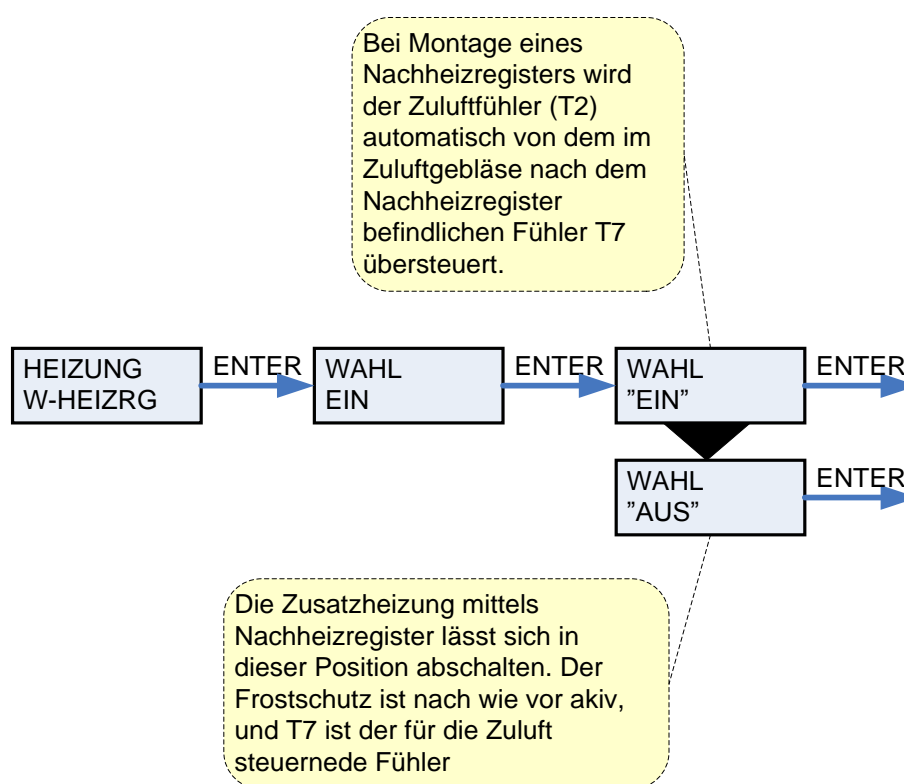 Bei Montage eines
Nachheizregisters wird
der Zuluftfühler (T2)
automatisch von dem im
Zuluftgebläse nach dem
Nachheizregister
befindlichen Fühler T7
übersteuert.
HEIZUNG
W-HEIZRG
ENTER
WAHL
EIN
ENTER
WAHL
”EIN”
ENTER
WAHL
”AUS”
ENTER
Die Zusatzheizung mittels
Nachheizregister lässt sich in
dieser Position abschalten. Der
Frostschutz ist nach wie vor akiv,
und T7 ist der für die Zuluft
steuernede Fühler